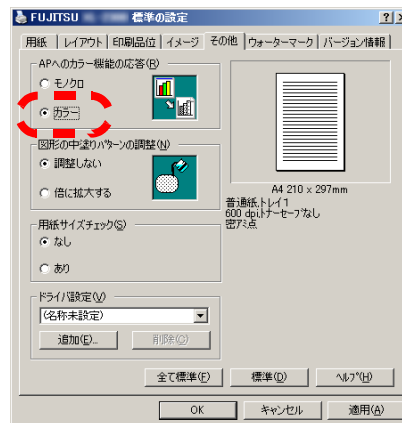 FUJITSU 標準の設定
用紙 レイアウト 印刷品位 イメージ その他 ウォーターマーク バージョン情報
APへのカラー機能の応答(R)
モノクロ
カラー
図形の中塗りパターンの調整(N)
調整しない
倍に拡大する
A4 210 x 297mm
普通紙,トレイ1
600 dpi,トナーセーブなし
密アミ点
用紙サイズチェック(S)
なし
あり
ドライバ設定(V)
(名称未設定)
追加(E)... 削除(O)
全て標準(F) 標準(D) ヘルプ(H)
OK キャンセル 適用(A)